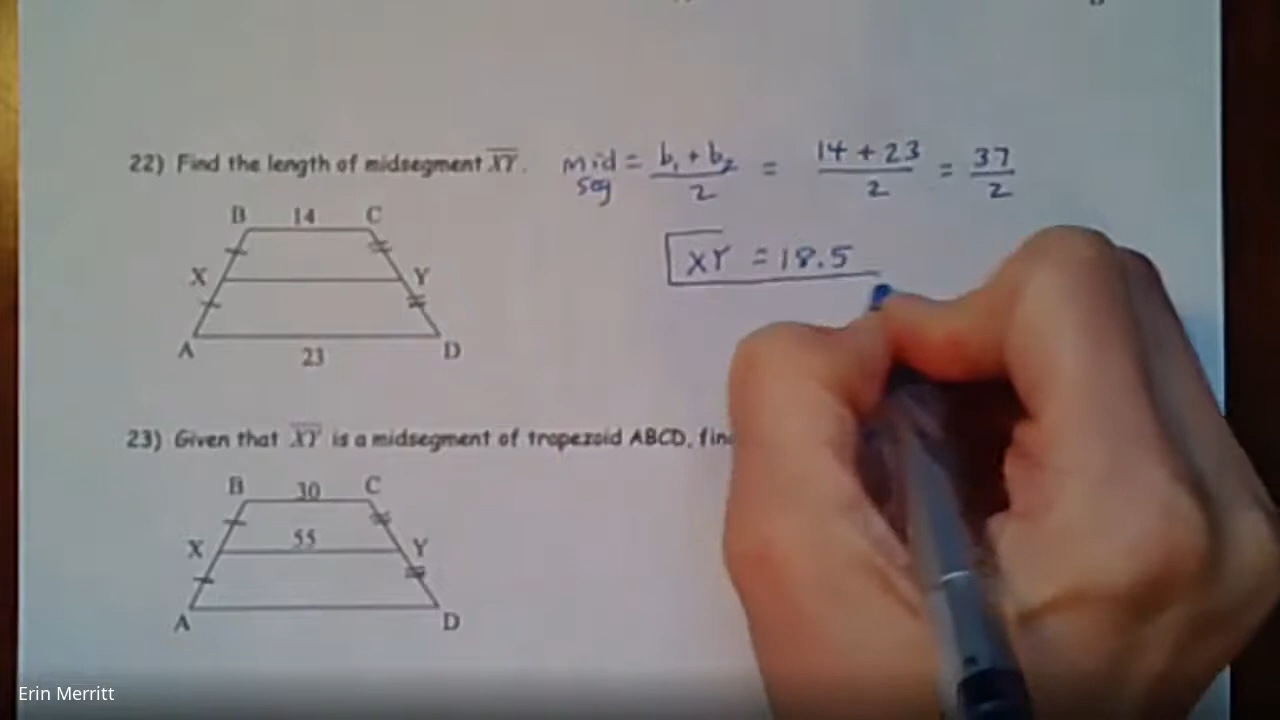 22) Find the length of midsegment XY.
mid seg = b₁ + b₂ / 2 = 14 + 23 / 2 = 37 / 2
XY = 18.5
B 14 C
X Y
A 23 D
23) Given that XY is a midsegment of trapezoid ABCD,
B 30 C
X 55 Y
A D
Erin Merritt